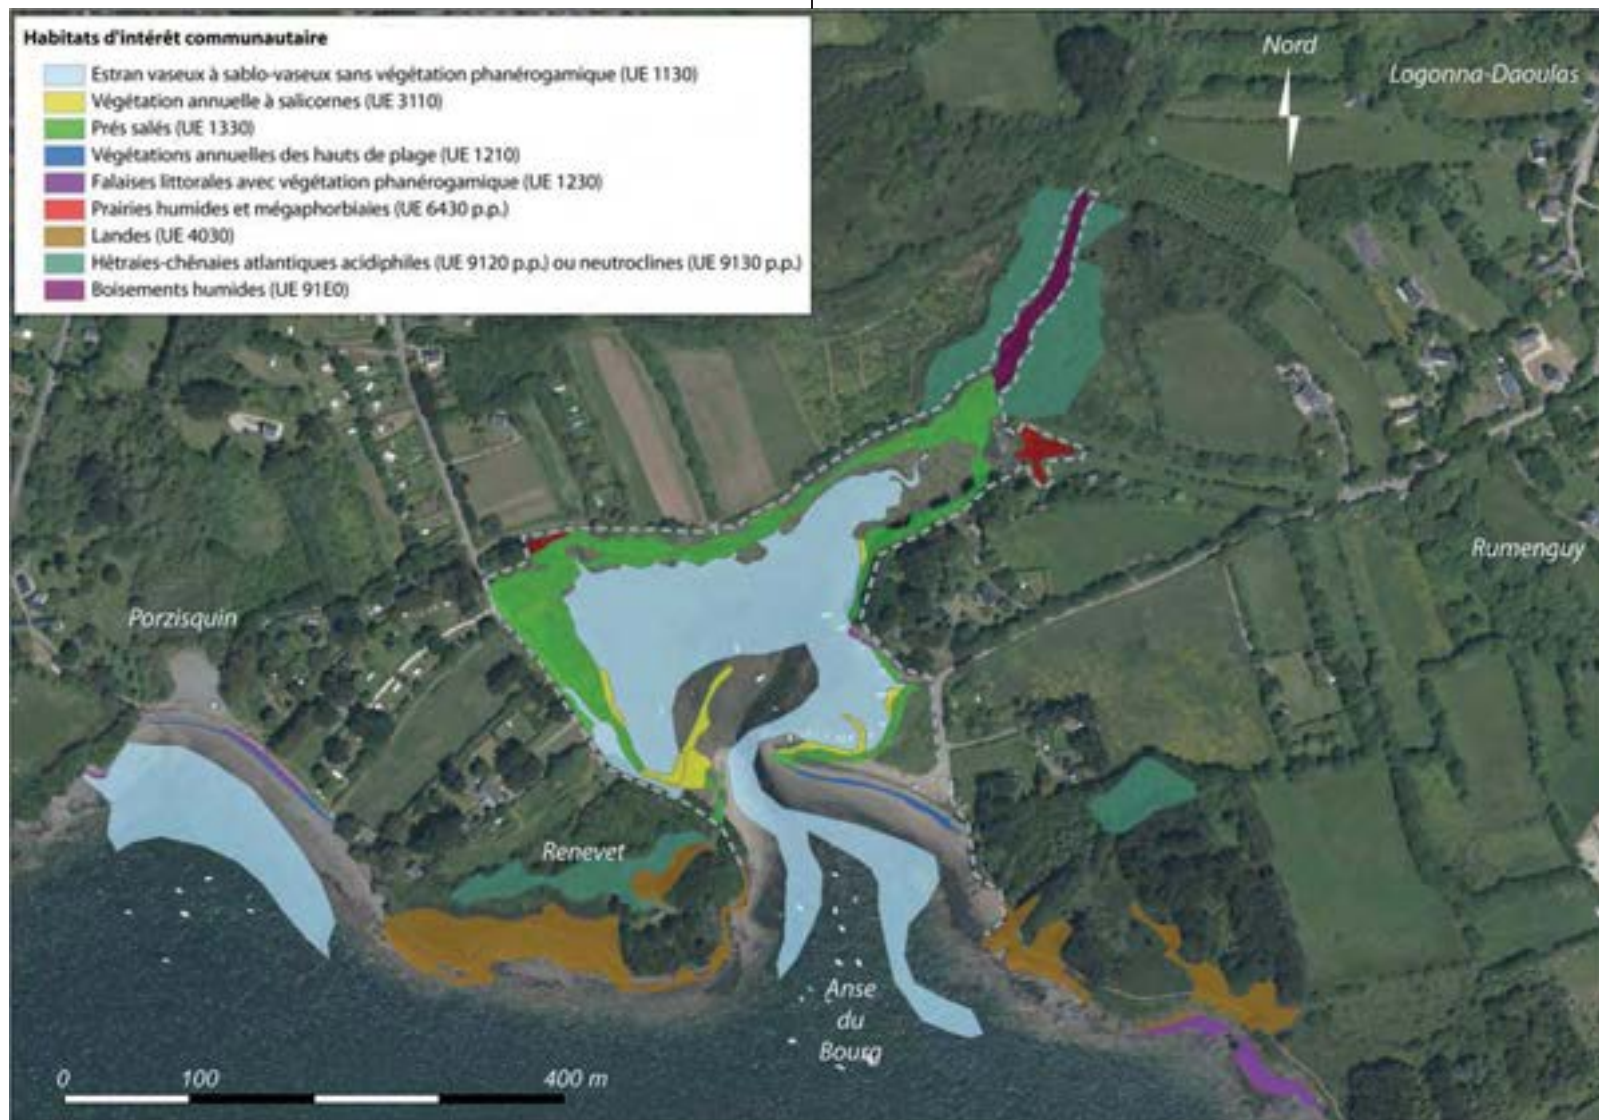 Habitats d'intérêt communautaire
Estran vaseux à sablo-vaseux sans végétation phanérogamique (UE 1130)
Végétation annuelle à salicornes (UE 3110)
Prés salés (UE 1330)
Végétations annuelles des hauts de plage (UE 1210)
Falaises littorales avec végétation phanérogamique (UE 1230)
Prairies humides et mégaphorbiaies (UE 6430 p.p.)
Landes (UE 4030)
Hêtraies-chênaies atlantiques acidiphiles (UE 9120 p.p.) ou neutroclines (UE 9130 p.p.)
Boisements humides (UE 91E0)
Nord
Logonna-Daoulas
Rumenguy
Porzisquin
Renevet
Anse
du
Bourg
0 100 400 m